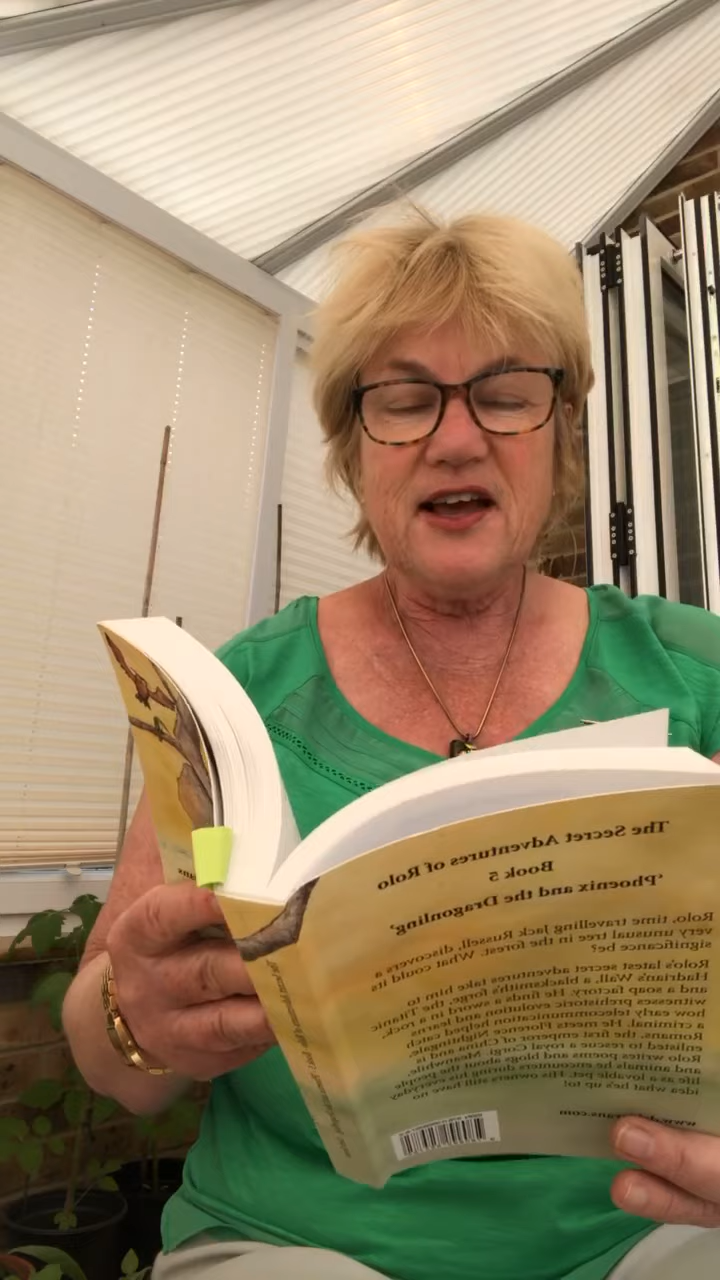 The Secret Adventures of Rolo
Book 5
'Phoenix and the Dragonling'
Rolo, time travelling Jack Russell, discovers a
very unusual tree in the forest. What could its
significance be?
Rolo's latest secret adventures take him to
Hadrian's Wall, a blacksmith's forge, the Titanic
and a soap factory. He finds a sword in a rock,
witnesses prehistoric evolution and learns
how early telecommunication helped catch
a criminal. He meets Florence Nightingale,
Romans, the first emperor of China and is
enlisted to rescue a royal Corgi. Meanwhile,
Rolo writes poems and blogs about the people
and animals he encounters during his everyday
life as a lovable pet. His owners still have no
idea what he's up to!